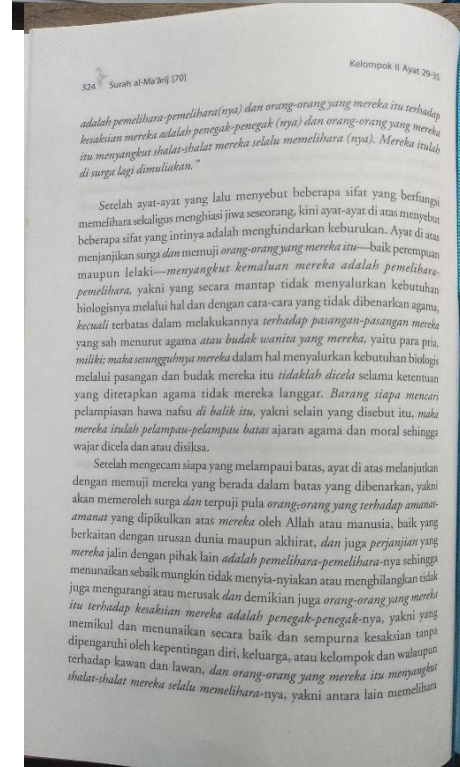 324 Surah al-Ma'ârij [70]
Kelompok II Ayat 29-35
adalah pemelihara-pemelihara(nya) dan orang-orang yang mereka itu terhadap
kesaksian mereka adalah penegak-penegak (nya) dan orang-orang yang mereka
itu menyangkut shalat-shalat mereka selalu memelihara (nya). Mereka itulah
di surga lagi dimuliakan."
Setelah ayat-ayat yang lalu menyebut beberapa sifat yang berfungsi
memelihara sekaligus menghiasi jiwa seseorang, kini ayat-ayat di atas menyebut
beberapa sifat yang intinya adalah menghindarkan keburukan. Ayat di atas
menjanjikan surga dan memuji orang-orang yang mereka itu—baik perempuan
maupun lelaki—menyangkut kemaluan mereka adalah pemelihara-
pemelihara, yakni yang secara mantap tidak menyalurkan kebutuhan
biologisnya melalui hal dan dengan cara-cara yang tidak dibenarkan agama,
kecuali terbatas dalam melakukannya terhadap pasangan-pasangan mereka
yang sah menurut agama atau budak wanita yang mereka, yaitu para pria,
miliki; maka sesungguhnya mereka dalam hal menyalurkan kebutuhan biologis
melalui pasangan dan budak mereka itu tidaklah dicela selama ketentuan
yang ditetapkan agama tidak mereka langgar. Barang siapa mencari
pelampiasan hawa nafsu di balik itu, yakni selain yang disebut itu, maka
mereka itulah pelampau-pelampau batas ajaran agama dan moral sehingga
wajar dicela dan atau disiksa.
Setelah mengecam siapa yang melampaui batas, ayat di atas melanjutkan
dengan memuji mereka yang berada dalam batas yang dibenarkan, yakni
akan memeroleh surga dan terpuji pula orang-orang yang terhadap amanat-
amanat yang dipikulkan atas mereka oleh Allah atau manusia, baik yang
berkaitan dengan urusan dunia maupun akhirat, dan juga perjanjian yang
mereka jalin dengan pihak lain adalah pemelihara-pemelihara-nya sehingga
menunaikan sebaik mungkin tidak menyia-nyiakan atau menghilangkan tidak
juga mengurangi atau merusak dan demikian juga orang-orang yang mereka
itu terhadap kesaksian mereka adalah penegak-penegak-nya, yakni yang
memikul dan menunaikan secara baik dan sempurna kesaksian tanpa
dipengaruhi oleh kepentingan diri, keluarga, atau kelompok dan walaupun
terhadap kawan dan lawan, dan orang-orang yang mereka itu menyangkut
shalat-shalat mereka selalu memelihara-nya, yakni antara lain memelihara